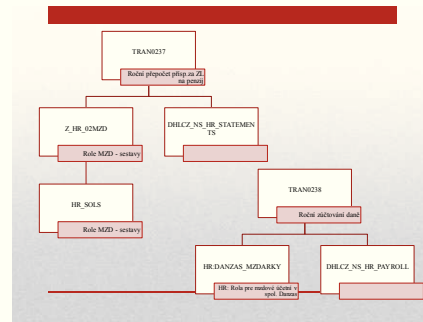 TRAN0237
Roční přepočet přísp.za ZL
na penzij
Z_HR_02MZD
Role MZD - sestavy
DHLCZ_NS_HR_STATEMEN
TS
HR_SOLS
Role MZD - sestavy
TRAN0238
Roční zúčtování daně
HR:DANZAS_MZDARKY
HR: Rola pre mzdové účetní v
spol. Danzas
DHLCZ_NS_HR_PAYROLL